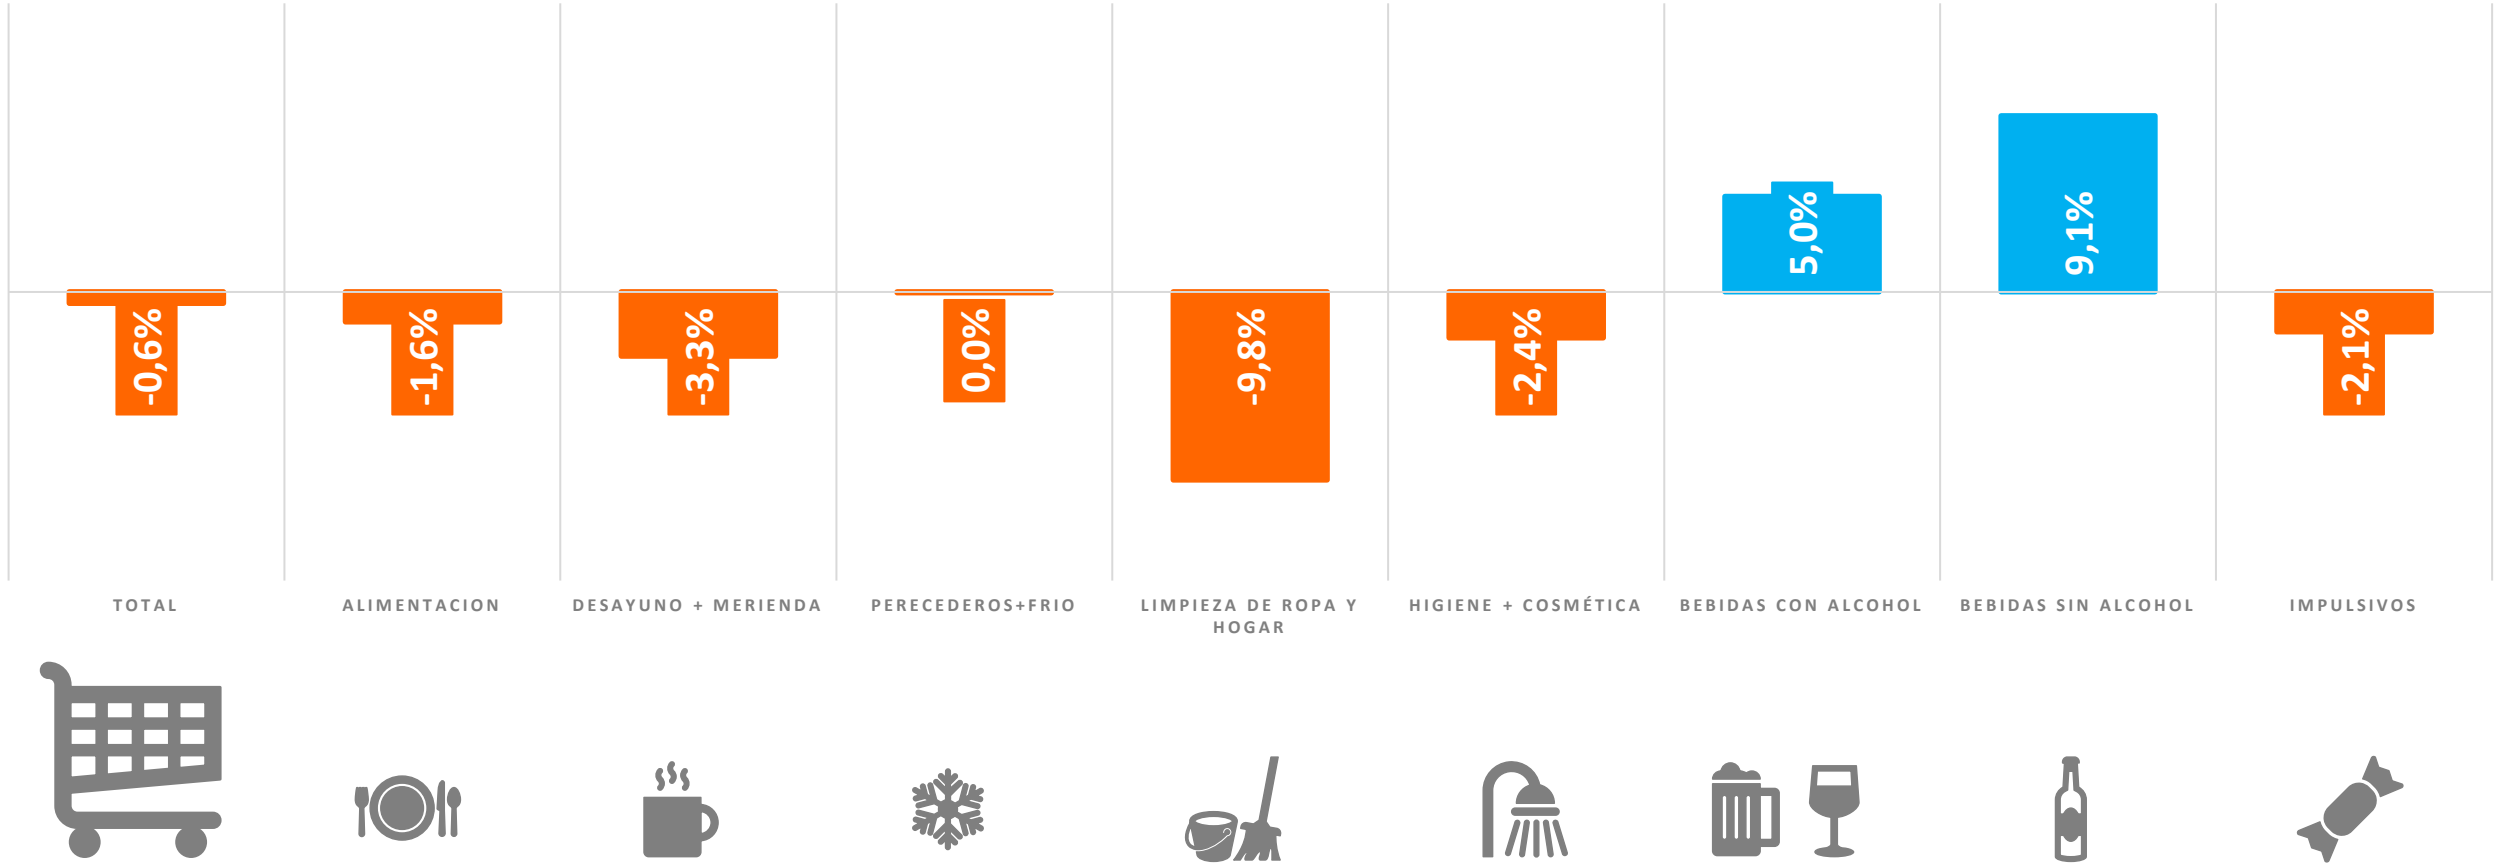 -0,6%
-1,6%
-3,3%
0,0%
-9,8%
-2,4%
5,0%
9,1%
-2,1%
TOTAL
ALIMENTACION
DESAYUNO + MERIENDA
PERECEDEROS+FRIO
LIMPIEZA DE ROPA Y
HOGAR
HIGIENE + COSMÉTICA
BEBIDAS CON ALCOHOL
BEBIDAS SIN ALCOHOL
IMPULSIVOS